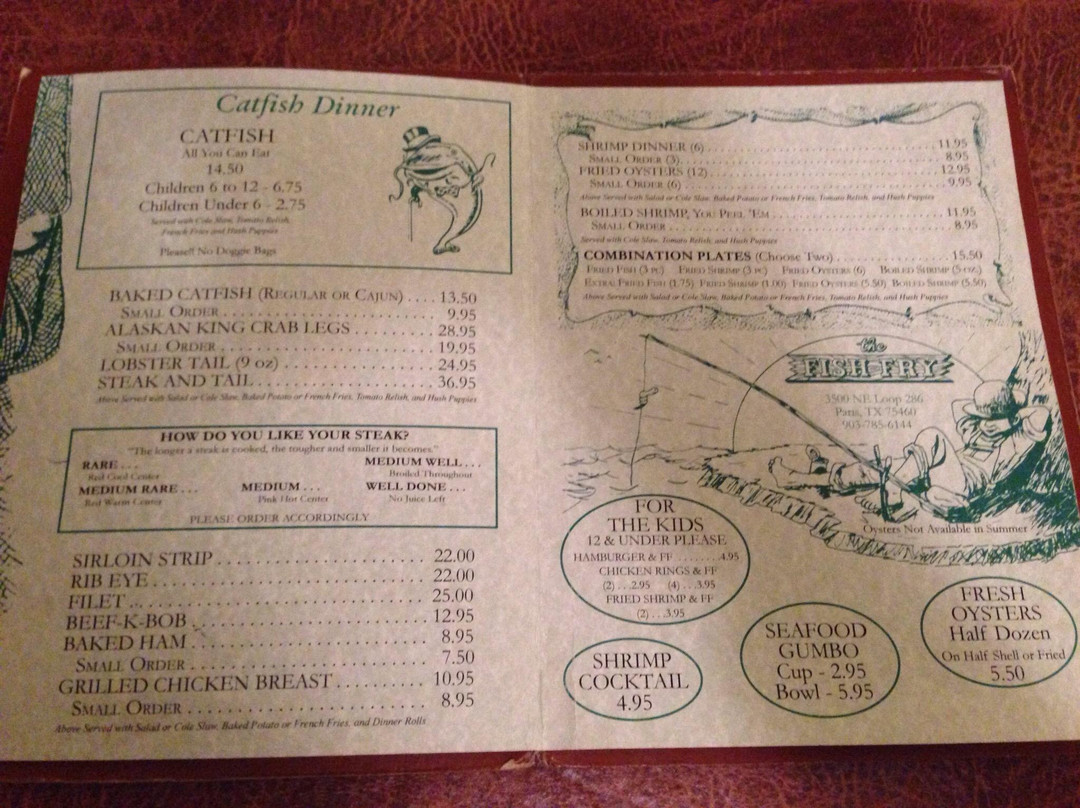 Catfish Dinner
CATFISH
All You Can Eat
14.50
Children 6 to 12 - 6.75
Children Under 6 - 2.75
Served with Cole Slaw, Tomato Relish,
French Fries and Hush Puppies
Please!! No Doggie Bags
BAKED CATFISH (REGULAR OR CAJUN) .... 13.50
SMALL ORDER ........ 9.95
ALASKAN KING CRAB LEGS ......... 28.95
SMALL ORDER ........ 19.95
LOBSTER TAIL (9 oz) ........ 24.95
STEAK AND TAIL ........ 36.95
Above Served with Salad or Cole Slaw, Baked Potato or French Fries, Tomato Relish, and Hush Puppies
HOW DO YOU LIKE YOUR STEAK?
"The longer a steak is cooked, the tougher and smaller it becomes."
RARE . . . MEDIUM WELL . . .
Red Cool Center Broiled Throughout
MEDIUM RARE . . . MEDIUM . . . WELL DONE . . .
Red Warm Center Pink Hot Center No Juice Left
PLEASE ORDER ACCORDINGLY
SIRLOIN STRIP ........ 22.00
RIB EYE ........ 22.00
FILET ........ 25.00
BEEF-K-BOB ........ 12.95
BAKED HAM ........ 8.95
SMALL ORDER ........ 7.50
GRILLED CHICKEN BREAST .......... 10.95
SMALL ORDER ........ 8.95
Above Served with Salad or Cole Slaw, Baked Potato or French Fries, and Dinner Rolls
SHRIMP DINNER (6) ........ 11.95
SMALL ORDER (3) ........ 8.95
FRIED OYSTERS (12) ........ 12.95
SMALL ORDER (6) ........ 9.95
Above Served with Salad or Cole Slaw, Baked Potato or French Fries, Tomato Relish, and Hush Puppies
BOILED SHRIMP, YOU PEEL 'EM ........ 11.95
SMALL ORDER ........ 8.95
Served with Cole Slaw, Tomato Relish, and Hush Puppies
COMBINATION PLATES (Choose Two) ........ 15.50
FRIED FISH (3 PC) FRIED SHRIMP (3 PC) FRIED OYSTERS (6) BOILED SHRIMP (5 OZ)
EXTRA: FRIED FISH (1.75) FRIED SHRIMP (1.00) FRIED OYSTERS (5.50) BOILED SHRIMP (5.50)
Above Served with Salad or Cole Slaw, Baked Potato or French Fries, Tomato Relish, and Hush Puppies
the
FISH FRY
3500 NE Loop 286
Paris, TX 75460
903-785-6144
Oysters Not Available in Summer
FOR
THE KIDS
12 & UNDER PLEASE
HAMBURGER & FF ........ 4.95
CHICKEN RINGS & FF
(2) . . . 2.95 (4) . . . 3.95
FRIED SHRIMP & FF
(2) . . . 3.95
SHRIMP
COCKTAIL
4.95
SEAFOOD
GUMBO
Cup - 2.95
Bowl - 5.95
FRESH
OYSTERS
Half Dozen
On Half Shell or Fried
5.50